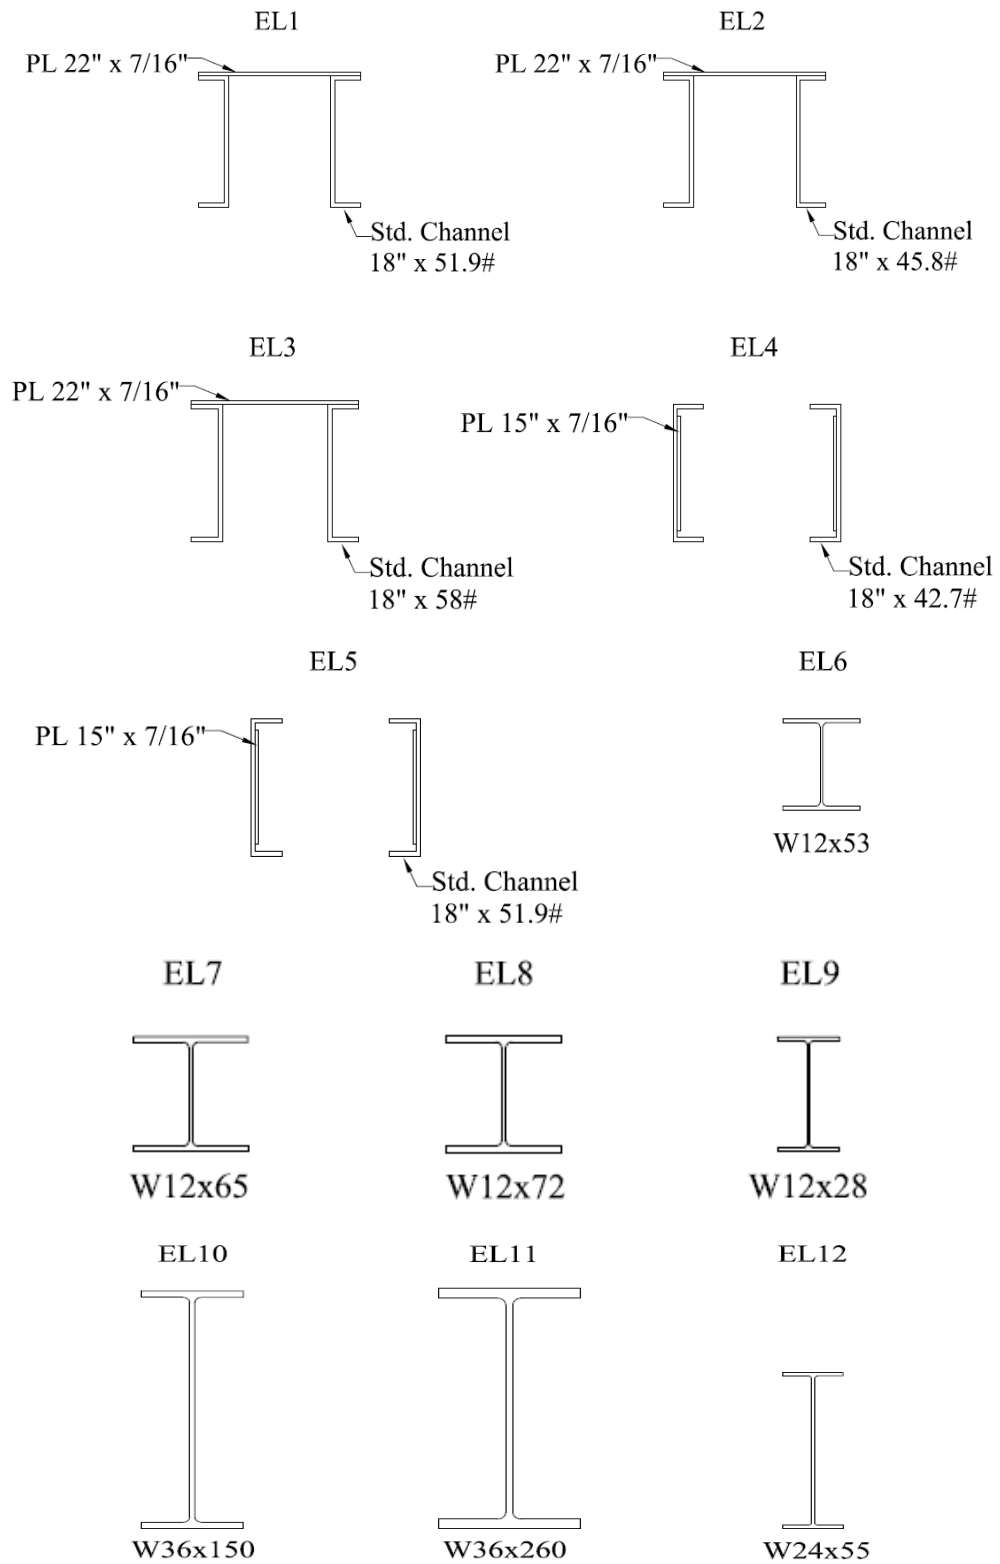 EL1
PL 22" x 7/16"
Std. Channel
18" x 51.9#
EL2
PL 22" x 7/16"
Std. Channel
18" x 45.8#
EL3
PL 22" x 7/16"
Std. Channel
18" x 58#
EL4
PL 15" x 7/16"
Std. Channel
18" x 42.7#
EL5
PL 15" x 7/16"
Std. Channel
18" x 51.9#
EL6
W12x53
EL7
W12x65
EL8
W12x72
EL9
W12x28
EL10
W36x150
EL11
W36x260
EL12
W24x55